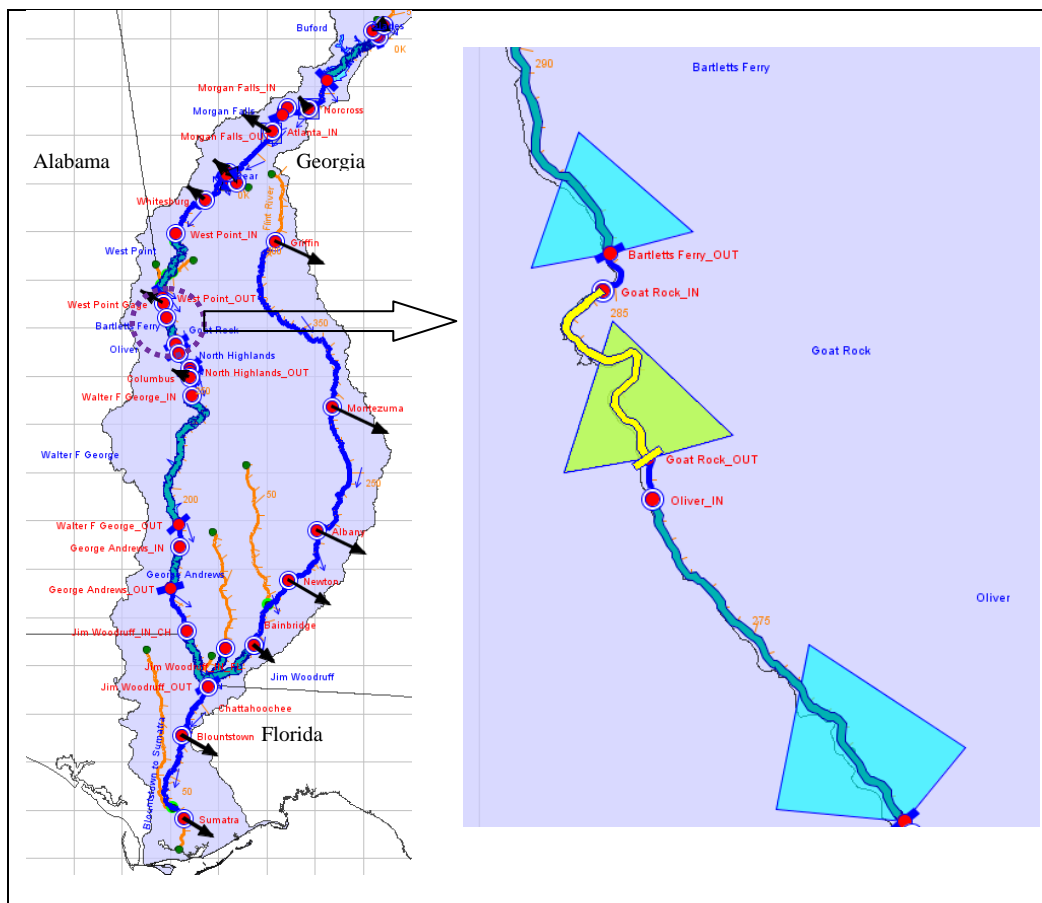 Buford
0K
Morgan Falls_IN
Morgan Falls
Norcross
Morgan Falls_OUT
Atlanta_IN
Alabama
Georgia
0K
Whitesburg
Flint River
West Point_IN
Griffin
West Point
West Point_OUT
West Point Gage
350
Bartletts Ferry
Goat Rock
Oliver
North Highlands
North Highlands_OUT
Columbus
Walter F George_IN
Montezuma
Walter F George
50
250
200
Walter F George_OUT
Albany
George Andrews_IN
George Andrews
Newton
George Andrews_OUT
Bainbridge
Jim Woodruff_IN_CH
Jim Woodruff
Jim Woodruff_OUT
Chattahoochee
Florida
Blountstown
Blountstown to Sumatra
50
Sumatra
290
Bartletts Ferry
Bartletts Ferry_OUT
Goat Rock_IN
285
Goat Rock
Goat Rock_OUT
Oliver_IN
Oliver
275